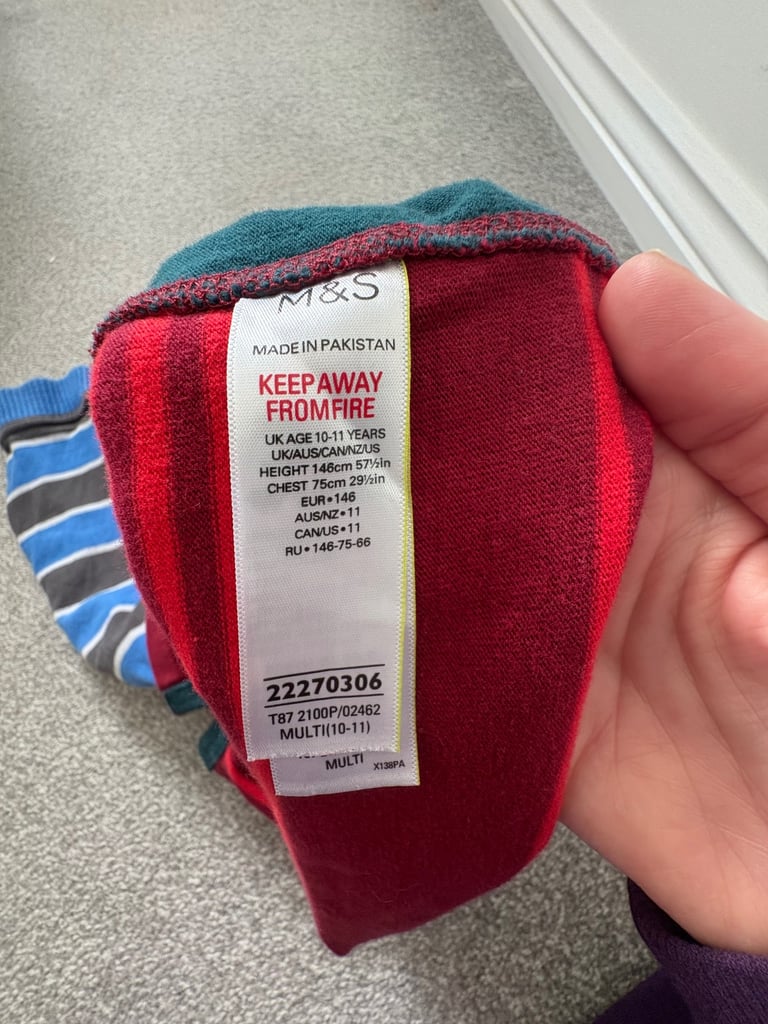 M&S
MADE IN PAKISTAN
KEEP AWAY
FROM FIRE
UK AGE 10-11 YEARS
UK/AUS/CAN/NZ/US
HEIGHT 146cm 57½in
CHEST 75cm 29½in
EUR•146
AUS/NZ•11
CAN/US•11
RU•146-75-66
22270306
T87 2100P/02462
MULTI(10-11)
MULTI X138PA